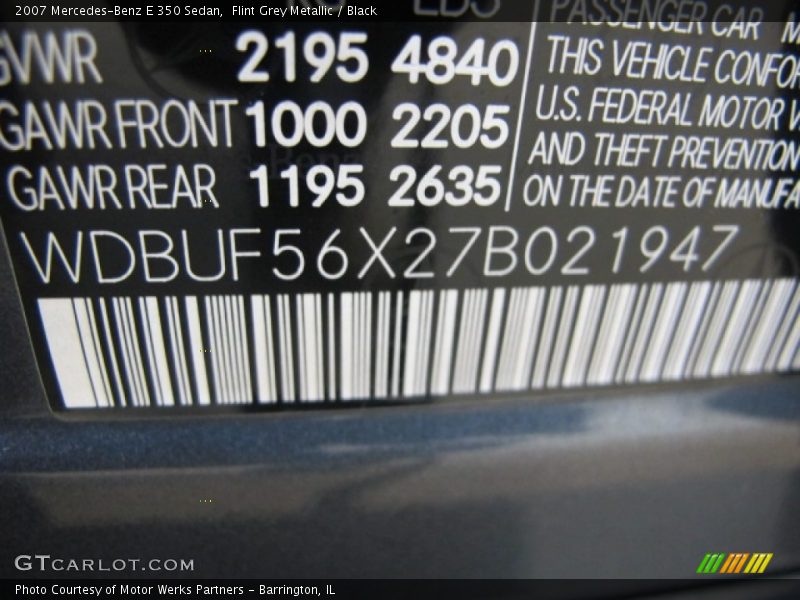 2007 Mercedes-Benz E 350 Sedan,  Flint Grey Metallic / Black
LBS
GVWR 2195 4840
GAWR FRONT 1000 2205
GAWR REAR 1195 2635
PASSENGER CAR
THIS VEHICLE
U.S. FEDERAL MOTOR
AND THEFT PREVENTION
ON THE DATE OF
WDBUF56X27B021947
GTCARLOT.COM
Photo Courtesy of Motor Werks Partners - Barrington, IL